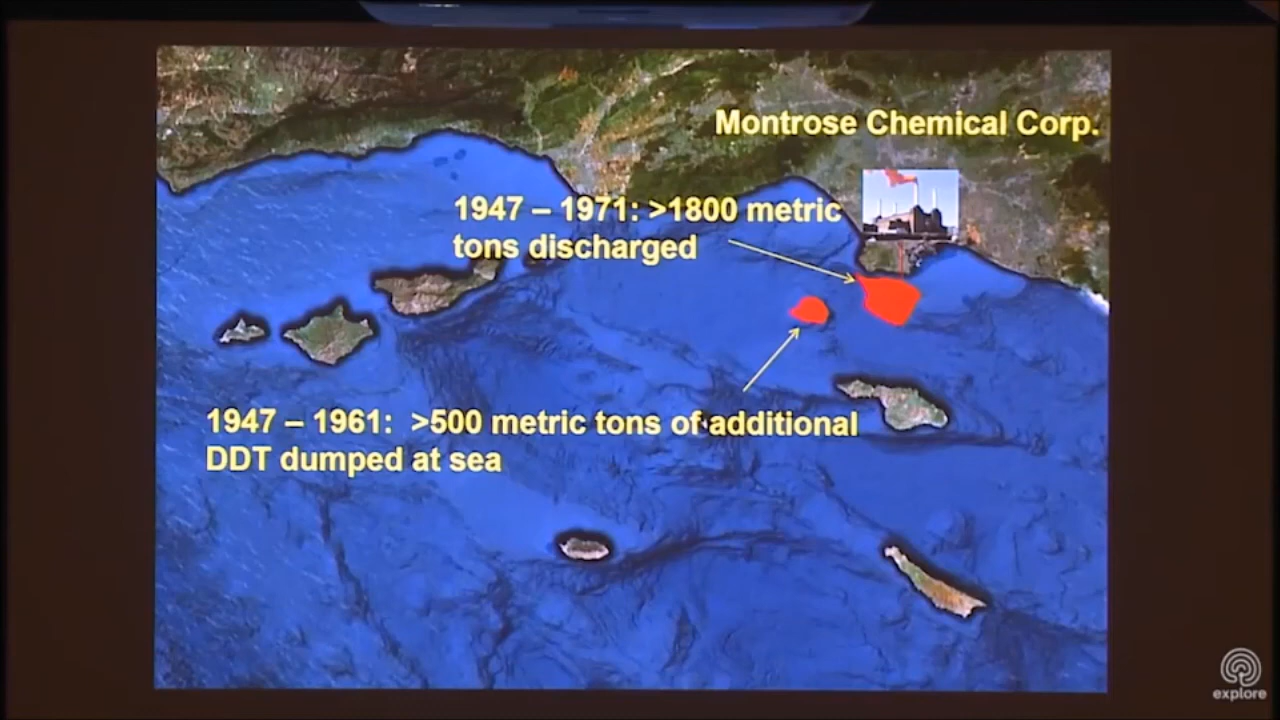 Montrose Chemical Corp.
1947 – 1971: >1800 metric
tons discharged
1947 – 1961:  >500 metric tons of additional
DDT dumped at sea
explore